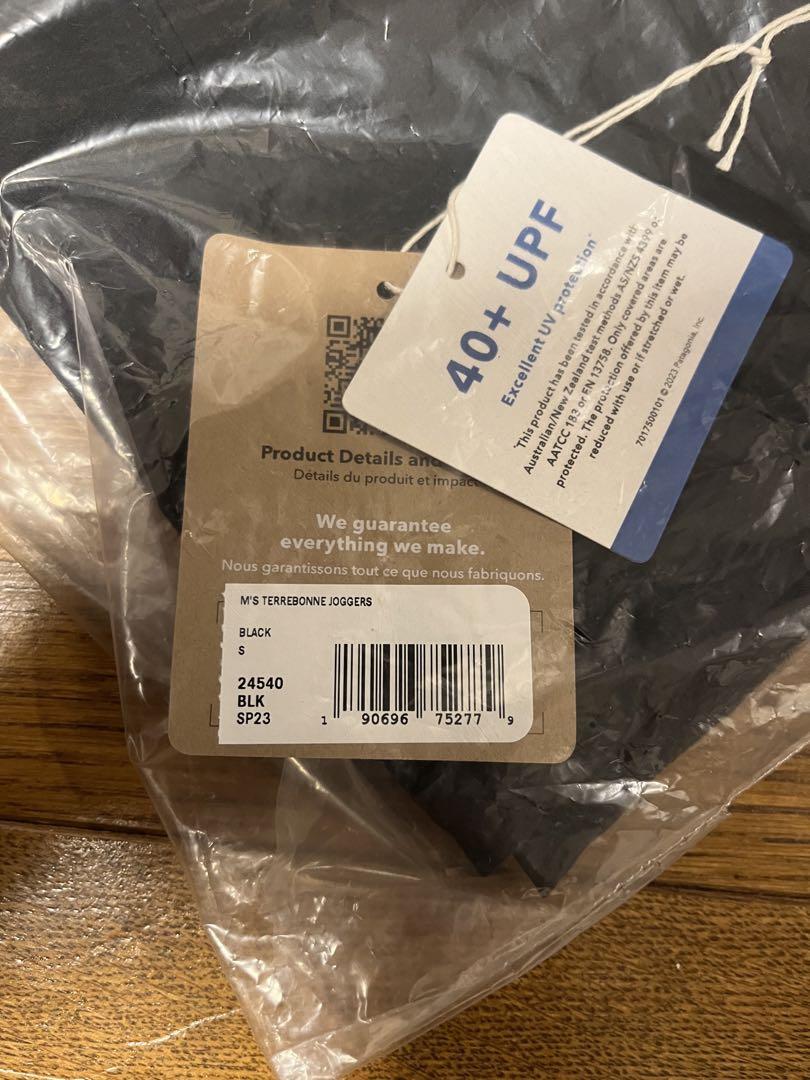 40+ UPF
Excellent UV protection*
*This product has been tested in accordance with
Australian/New Zealand test methods AS/NZS 4399 or
AATCC 183 or EN 13758. Only covered areas are
protected. The protection offered by this item may be
reduced with use or if stretched or wet.
7017500101 © 2023 Patagonia, Inc.
Product Details and
Détails du produit et impact
We guarantee
everything we make.
Nous garantissons tout ce que nous fabriquons.
M'S TERREBONNE JOGGERS
BLACK
S
24540
BLK
SP23
1 90696 75277 9